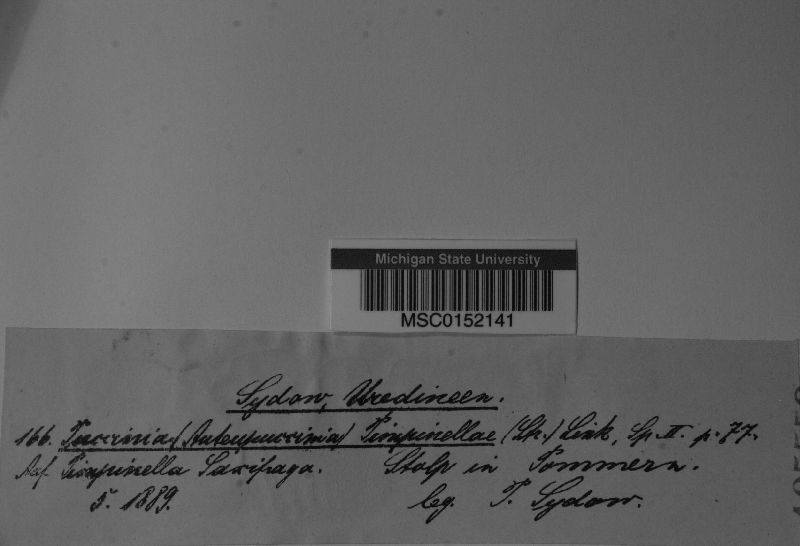 Michigan State University
MSC0152141
Sydow, Uredineen.
166. Puccinia (Auteupuccinia) Pimpinellae (Str.) Link, Sp. II. p. 77.
Auf Pimpinella Saxifraga. Stolp in Pommern.
5. 1889. leg. P. Sydow.